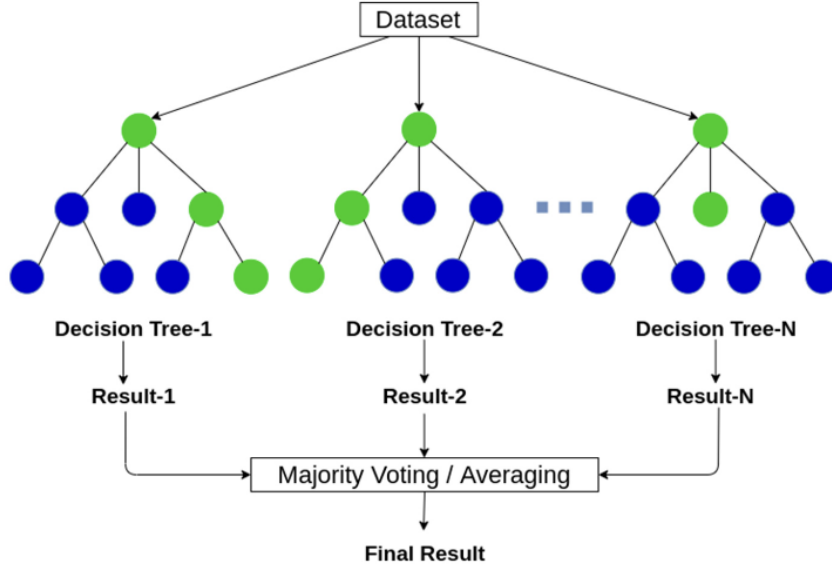 Dataset
Decision Tree-1
Decision Tree-2
Decision Tree-N
Result-1
Result-2
Result-N
Majority Voting / Averaging
Final Result